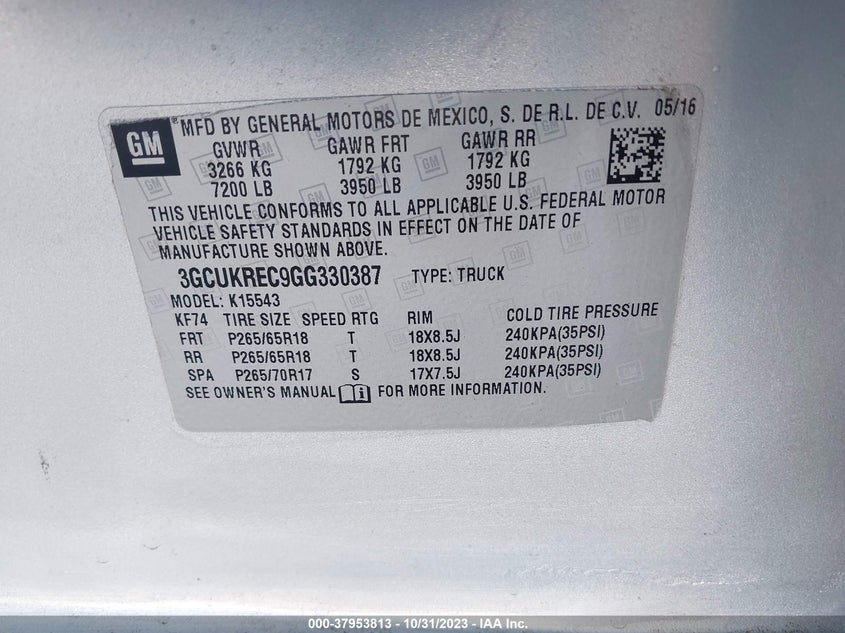 GM ® MFD BY GENERAL MOTORS DE MEXICO, S. DE R.L. DE C.V. 05/16
GVWR GAWR FRT GAWR RR
3266 KG 1792 KG 1792 KG
7200 LB 3950 LB 3950 LB
THIS VEHICLE CONFORMS TO ALL APPLICABLE U.S. FEDERAL MOTOR
VEHICLE SAFETY STANDARDS IN EFFECT ON THE DATE OF
MANUFACTURE SHOWN ABOVE.
3GCUKREC9GG330387 TYPE: TRUCK
MODEL: K15543
KF74 TIRE SIZE SPEED RTG RIM COLD TIRE PRESSURE
FRT P265/65R18 T 18X8.5J 240KPA(35PSI)
RR P265/65R18 T 18X8.5J 240KPA(35PSI)
SPA P265/70R17 S 17X7.5J 240KPA(35PSI)
SEE OWNER'S MANUAL FOR MORE INFORMATION.
000-37953813 - 10/31/2023 - IAA Inc.